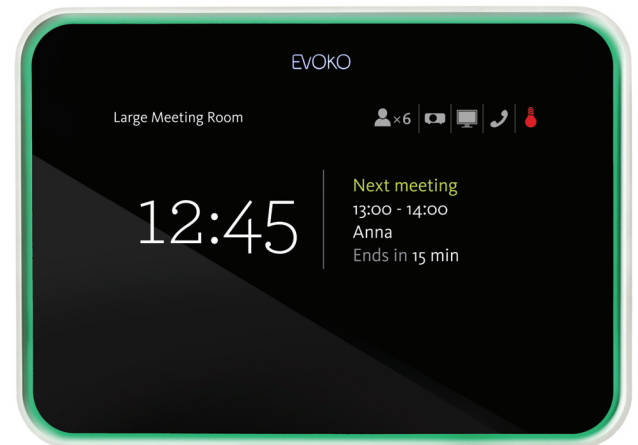 EVOKO
Large Meeting Room
×6
12:45
Next meeting
13:00 - 14:00
Anna
Ends in 15 min